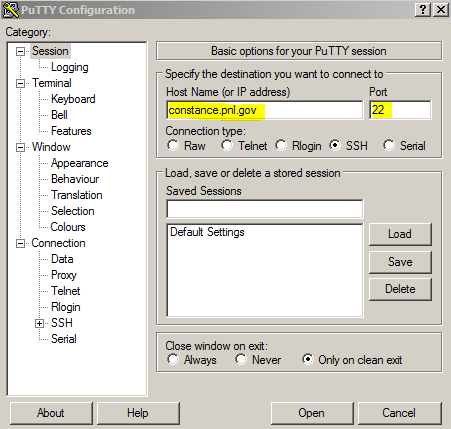 PuTTY Configuration
Category:
Session
Logging
Terminal
Keyboard
Bell
Features
Window
Appearance
Behaviour
Translation
Selection
Colours
Connection
Data
Proxy
Telnet
Rlogin
SSH
Serial
Basic options for your PuTTY session
Specify the destination you want to connect to
Host Name (or IP address) Port
constance.pnl.gov 22
Connection type:
Raw Telnet Rlogin SSH Serial
Load, save or delete a stored session
Saved Sessions
Default Settings
Load
Save
Delete
Close window on exit:
Always Never Only on clean exit
About Help Open Cancel